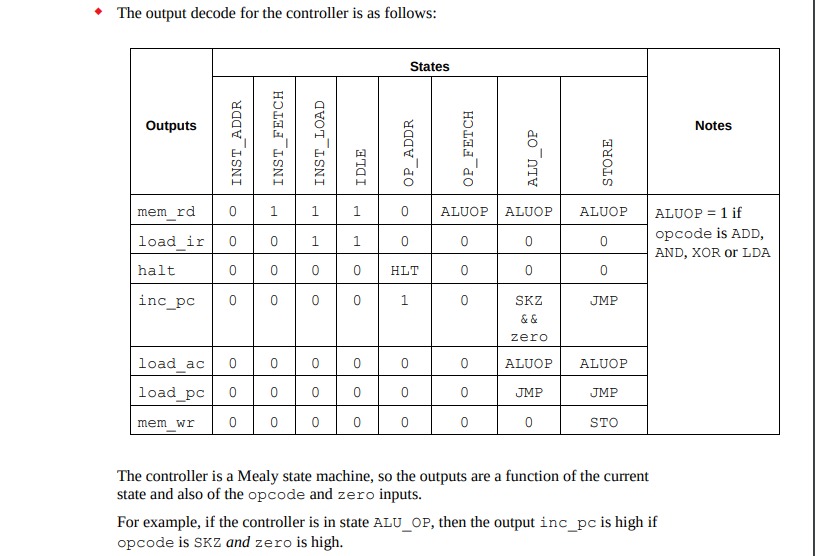 The output decode for the controller is as follows:
States
Outputs INST_ADDR INST_FETCH INST_LOAD IDLE OP_ADDR OP_FETCH ALU_OP STORE Notes
mem_rd 0 1 1 1 0 ALUOP ALUOP ALUOP ALUOP = 1 if
opcode is ADD,
AND, XOR or LDA
load_ir 0 0 1 1 0 0 0 0
halt 0 0 0 0 HLT 0 0 0
inc_pc 0 0 0 0 1 0 SKZ JMP
&&
zero
load_ac 0 0 0 0 0 0 ALUOP ALUOP
load_pc 0 0 0 0 0 0 JMP JMP
mem_wr 0 0 0 0 0 0 0 STO
The controller is a Mealy state machine, so the outputs are a function of the current
state and also of the opcode and zero inputs.
For example, if the controller is in state ALU_OP, then the output inc_pc is high if
opcode is SKZ and zero is high.